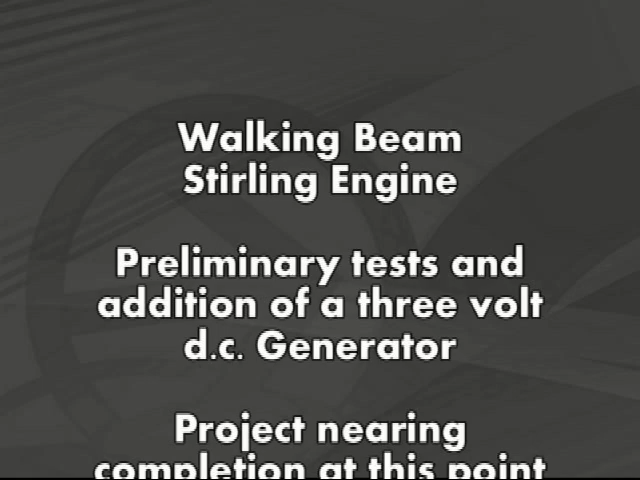 Walking Beam
Stirling Engine
Preliminary tests and
addition of a three volt
d.c. Generator
Project nearing
completion at this point